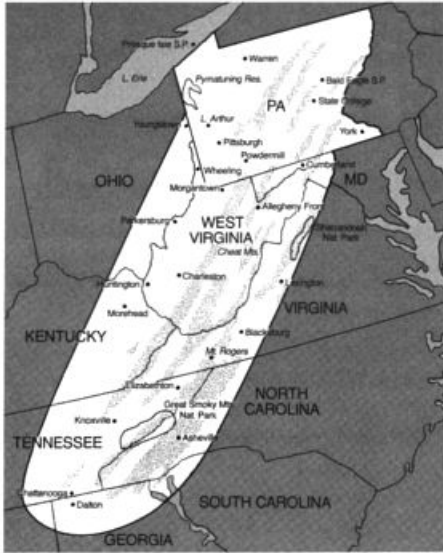 Presque Isle S.P.
Warren
L. Erie
Pymatuning Res.
Bald Eagle S.P.
PA
State College
L. Arthur
Youngstown
York
Pittsburgh
Powdermill
Wheeling
Cumberland
OHIO
MD
Morgantown
Allegheny Front
Parkersburg
WEST
VIRGINIA
Shenandoah
Nat Park
Cheat Mts.
Charleston
Huntington
Lexington
VIRGINIA
Morehead
KENTUCKY
Blacksburg
Mt. Rogers
Elizabethton
NORTH
CAROLINA
Great Smoky Mtn
Nat Park
Knoxville
TENNESSEE
Asheville
Chattanooga
Dalton
SOUTH CAROLINA
GEORGIA